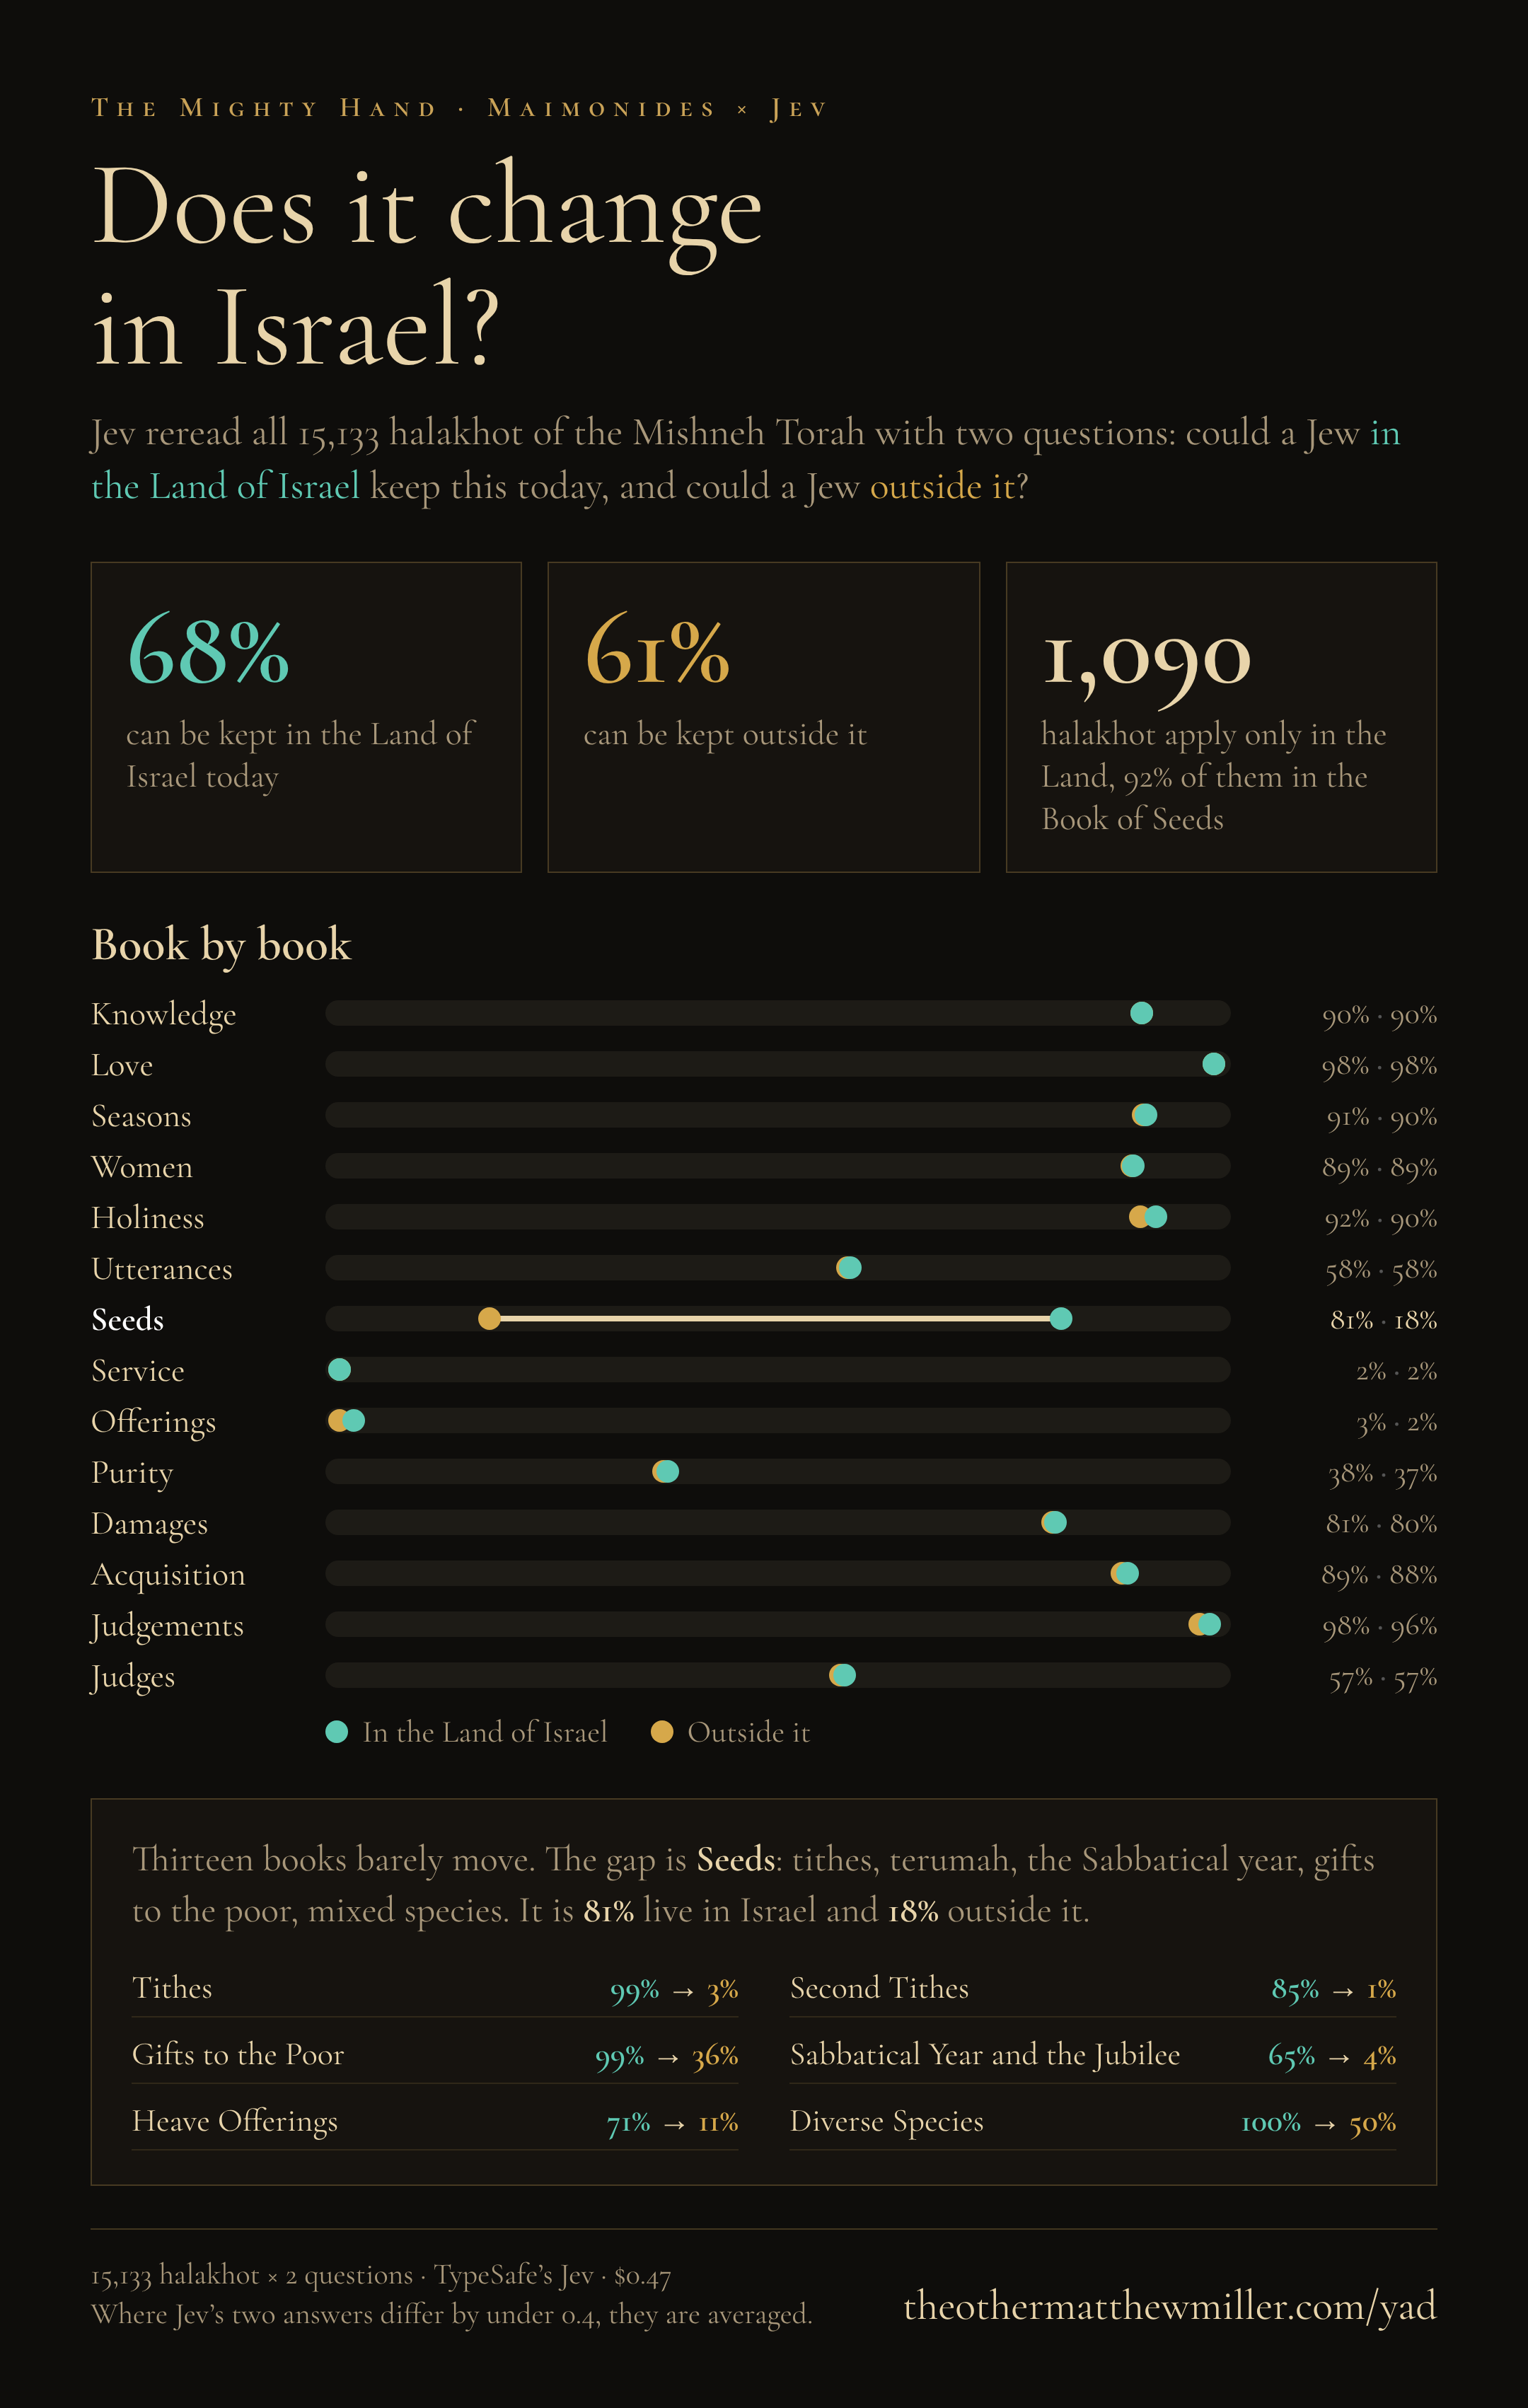 The Mighty Hand · Maimonides × Jev
Does it change
in Israel?
Jev reread all 15,133 halakhot of the Mishneh Torah with two questions: could a Jew in
the Land of Israel keep this today, and could a Jew outside it?
68%
can be kept in the Land of
Israel today
61%
can be kept outside it
1,090
halakhot apply only in the
Land, 92% of them in the
Book of Seeds
Book by book
Knowledge 90% · 90%
Love 98% · 98%
Seasons 91% · 90%
Women 89% · 89%
Holiness 92% · 90%
Utterances 58% · 58%
Seeds 81% · 18%
Service 2% · 2%
Offerings 3% · 2%
Purity 38% · 37%
Damages 81% · 80%
Acquisition 89% · 88%
Judgements 98% · 96%
Judges 57% · 57%
In the Land of Israel Outside it
Thirteen books barely move. The gap is Seeds: tithes, terumah, the Sabbatical year, gifts
to the poor, mixed species. It is 81% live in Israel and 18% outside it.
Tithes 99% → 3%
Second Tithes 85% → 1%
Gifts to the Poor 99% → 36%
Sabbatical Year and the Jubilee 65% → 4%
Heave Offerings 71% → 11%
Diverse Species 100% → 50%
15,133 halakhot × 2 questions · TypeSafe's Jev · $0.47
Where Jev's two answers differ by under 0.4, they are averaged.
theothermatthewmiller.com/yad